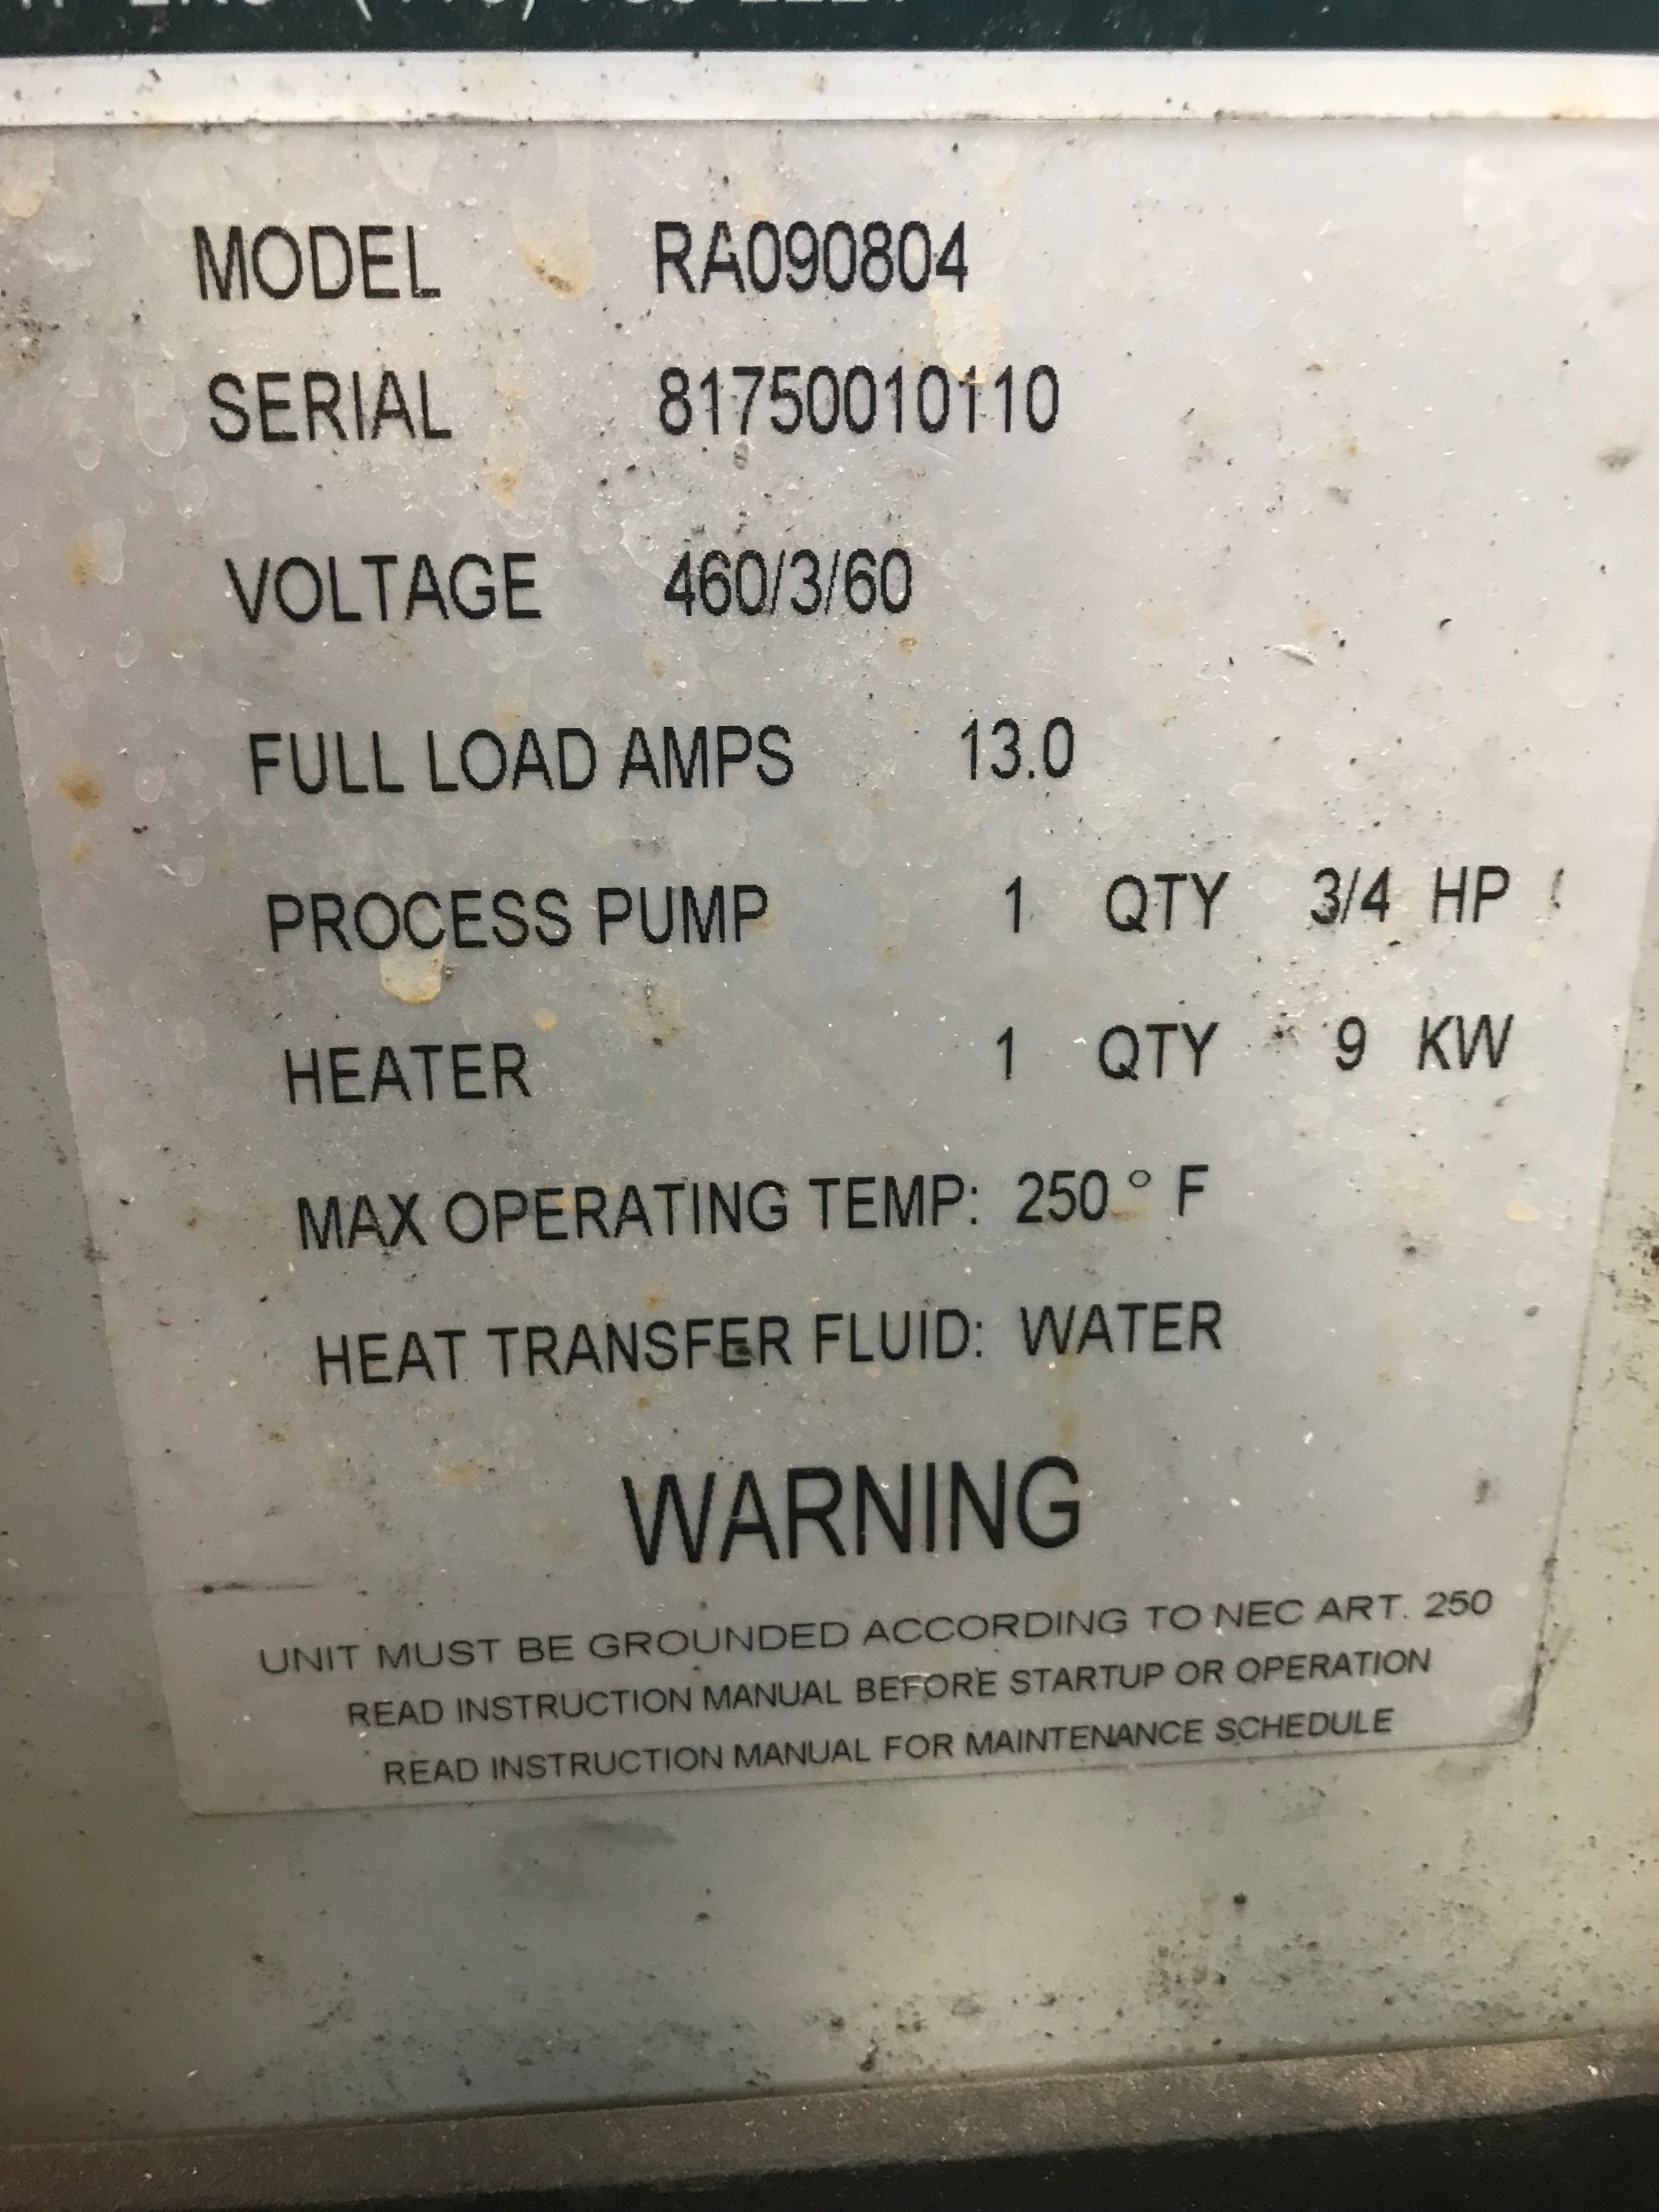 MODEL RA090804
SERIAL 81750010110
VOLTAGE 460/3/60
FULL LOAD AMPS 13.0
PROCESS PUMP 1 QTY 3/4 HP
HEATER 1 QTY 9 KW
MAX OPERATING TEMP: 250 ° F
HEAT TRANSFER FLUID: WATER
WARNING
UNIT MUST BE GROUNDED ACCORDING TO NEC ART. 250
READ INSTRUCTION MANUAL BEFORE STARTUP OR OPERATION
READ INSTRUCTION MANUAL FOR MAINTENANCE SCHEDULE